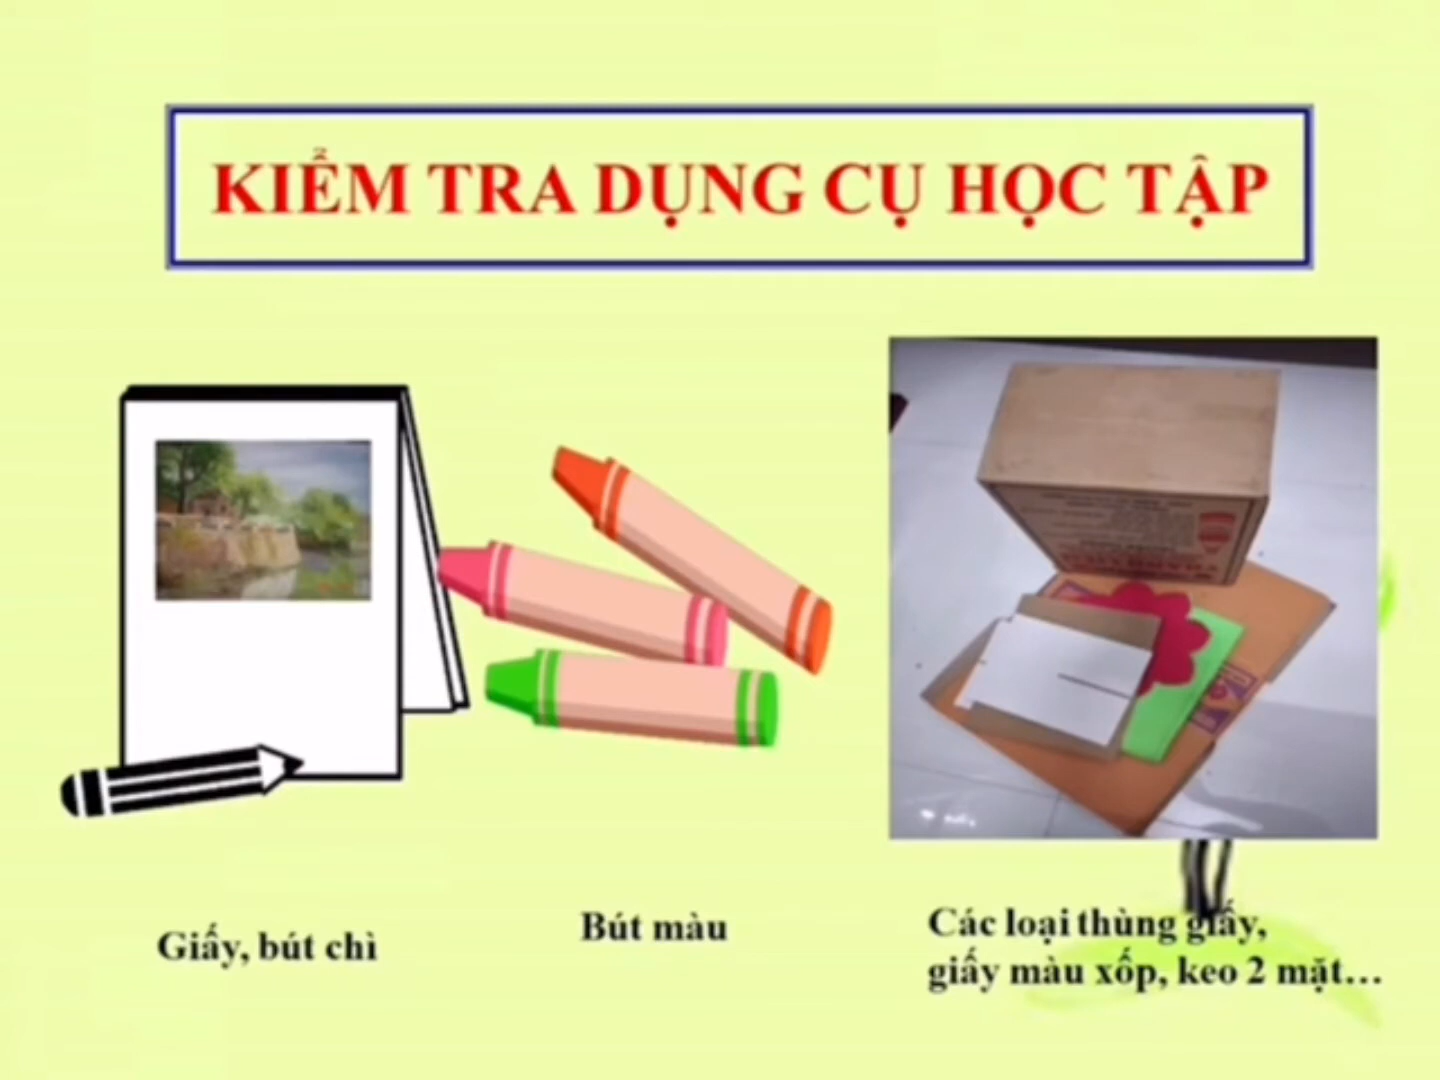 KIỂM TRA DỤNG CỤ HỌC TẬP
Giấy, bút chì
Bút màu
Các loại thùng giấy,
giấy màu xốp, keo 2 mặt...